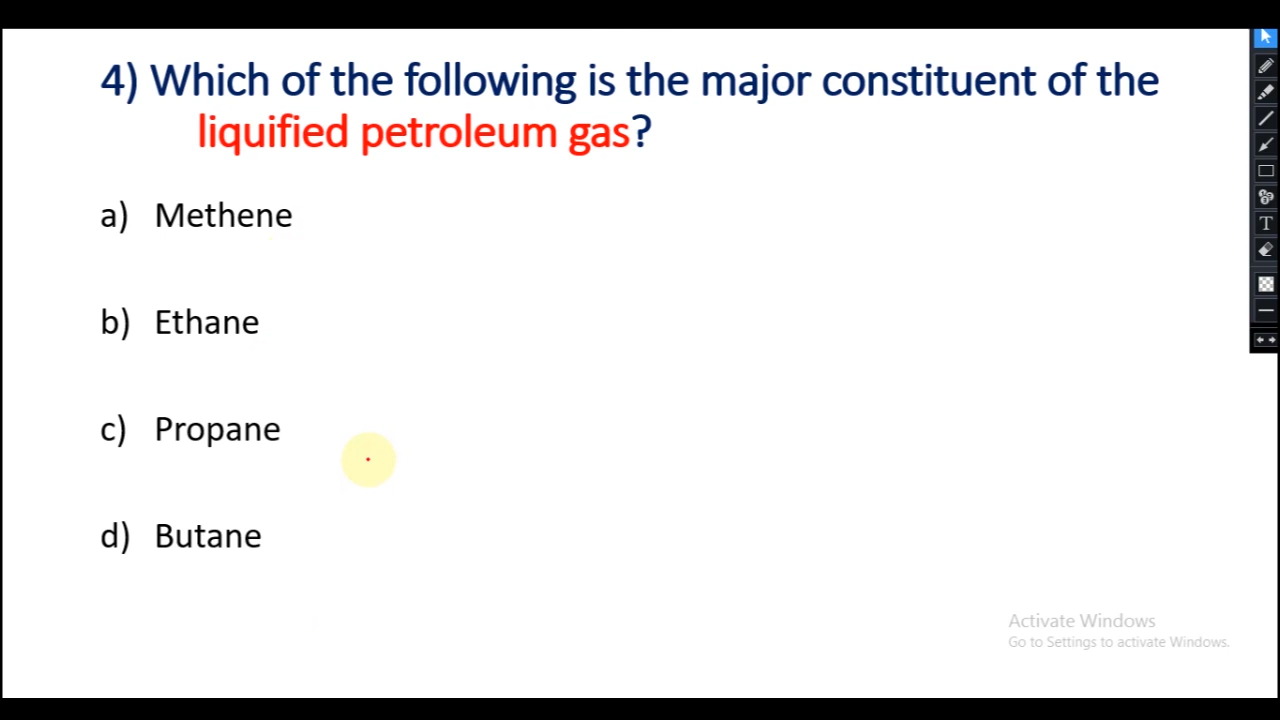 4) Which of the following is the major constituent of the
liquified petroleum gas?
a) Methene
b) Ethane
c) Propane
d) Butane
Activate Windows
Go to Settings to activate Windows.